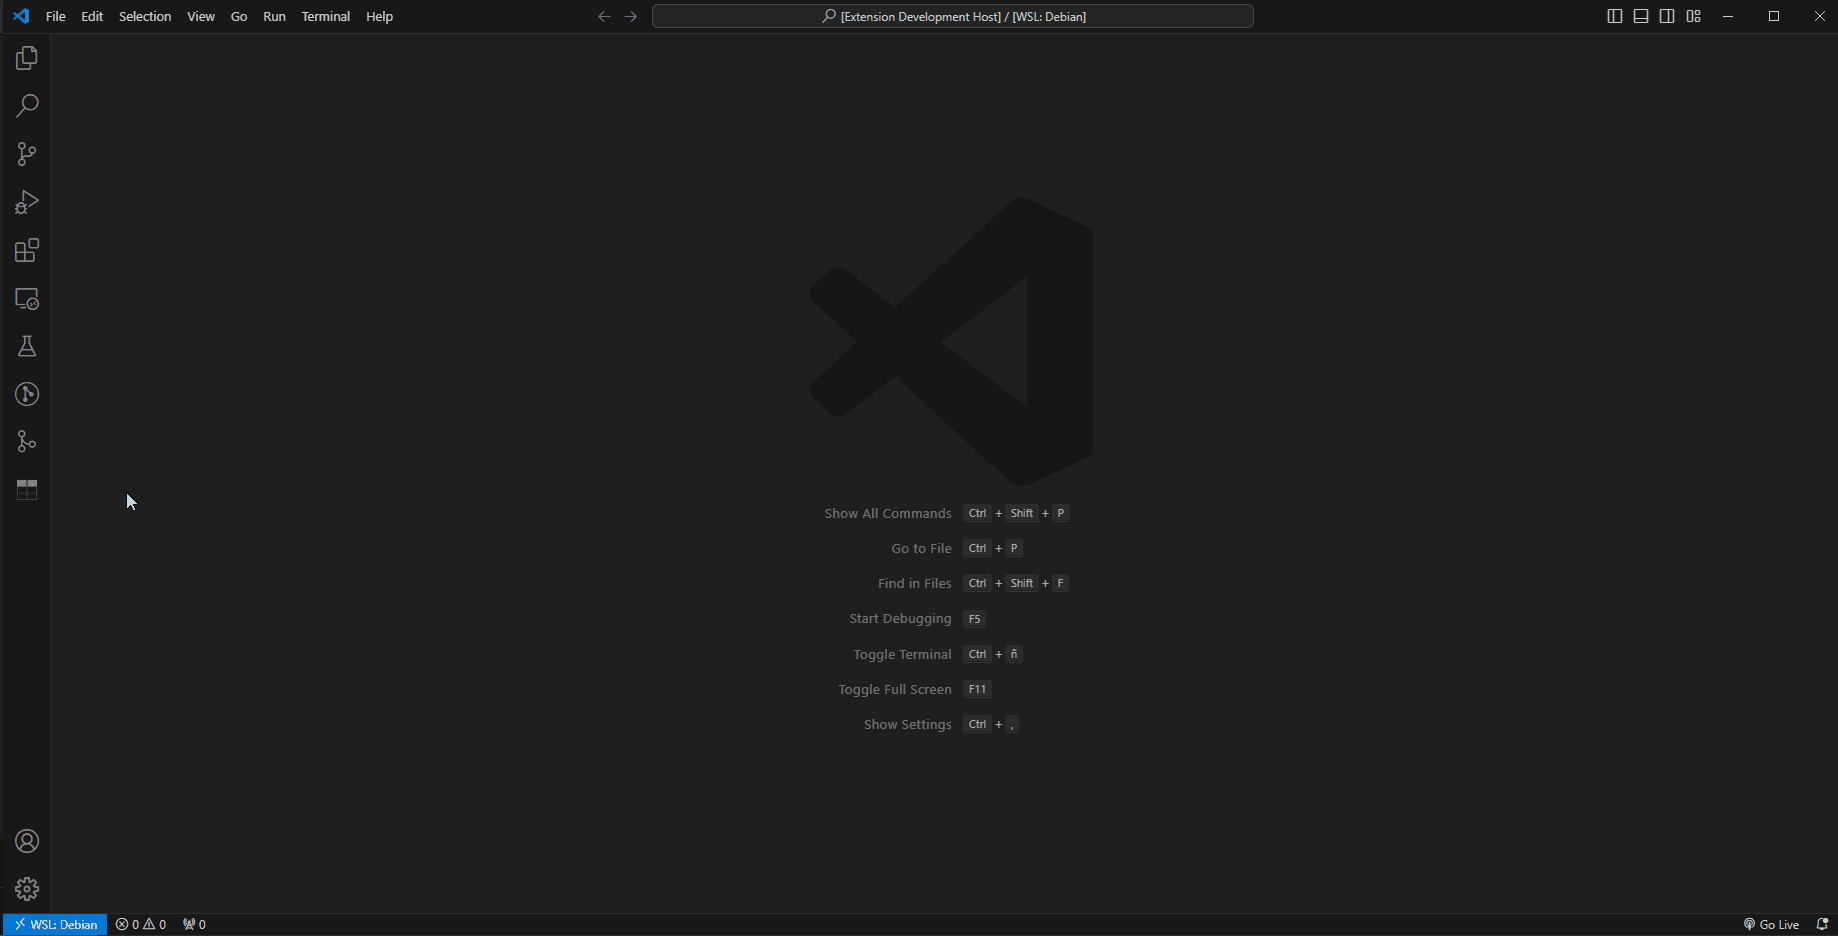 File Edit Selection View Go Run Terminal Help
[Extension Development Host] / [WSL: Debian]
Show All Commands Ctrl + Shift + P
Go to File Ctrl + P
Find in Files Ctrl + Shift + F
Start Debugging F5
Toggle Terminal Ctrl + ñ
Toggle Full Screen F11
Show Settings Ctrl + ,
WSL: Debian 0 0 0 Go Live